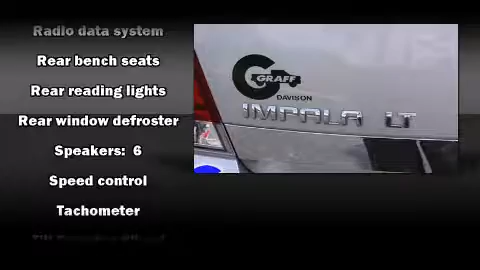 Radio data system
Rear bench seats
Rear reading lights
Rear window defroster
Speakers: 6
Speed control
Tachometer
GRAFF
DAVISON
IMPALA LT